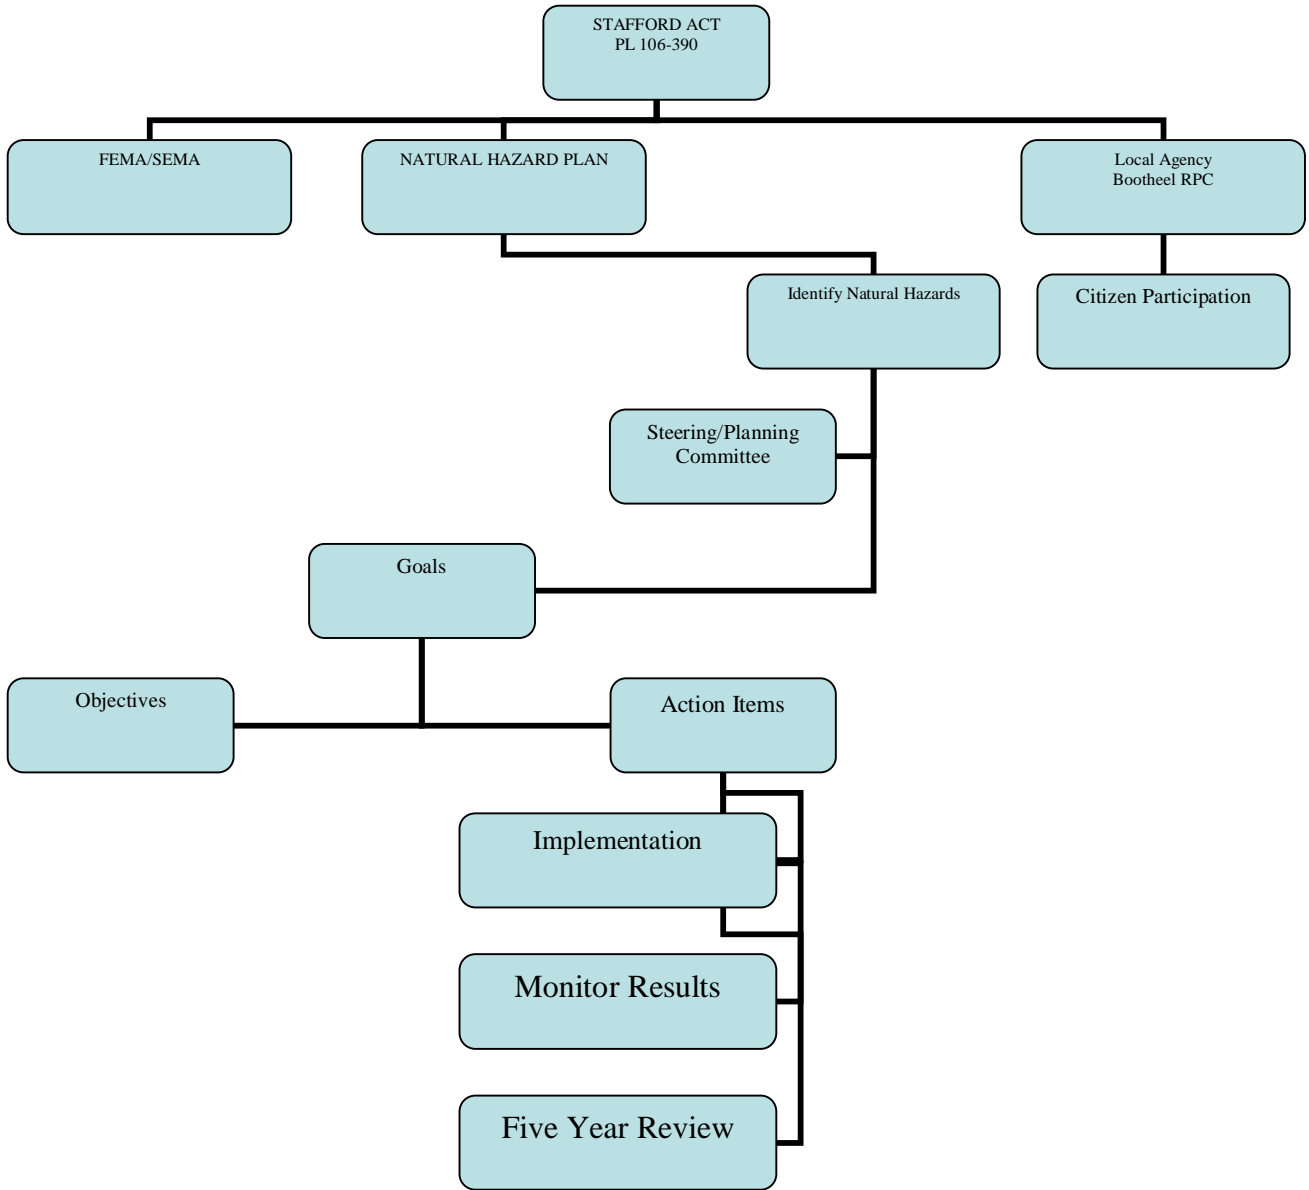 STAFFORD ACT
PL 106-390
FEMA/SEMA
NATURAL HAZARD PLAN
Local Agency
Bootheel RPC
Identify Natural Hazards
Citizen Participation
Steering/Planning
Committee
Goals
Objectives
Action Items
Implementation
Monitor Results
Five Year Review